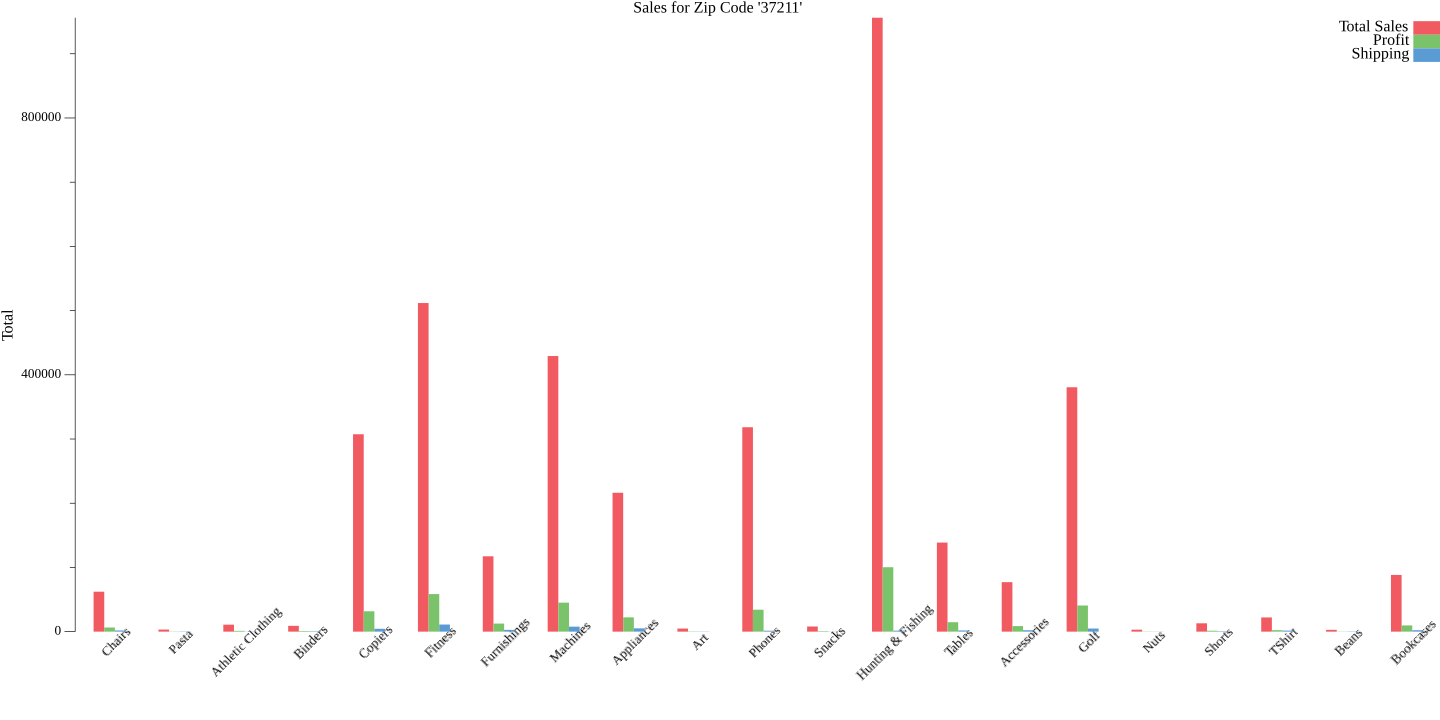 Sales for Zip Code '37211'
Total Sales
Profit
Shipping
Total
800000
400000
0
Chairs
Pasta
Athletic Clothing
Binders
Copiers
Fitness
Furnishings
Machines
Appliances
Art
Phones
Snacks
Hunting & Fishing
Tables
Accessories
Golf
Nuts
Shorts
TShirt
Beans
Bookcases